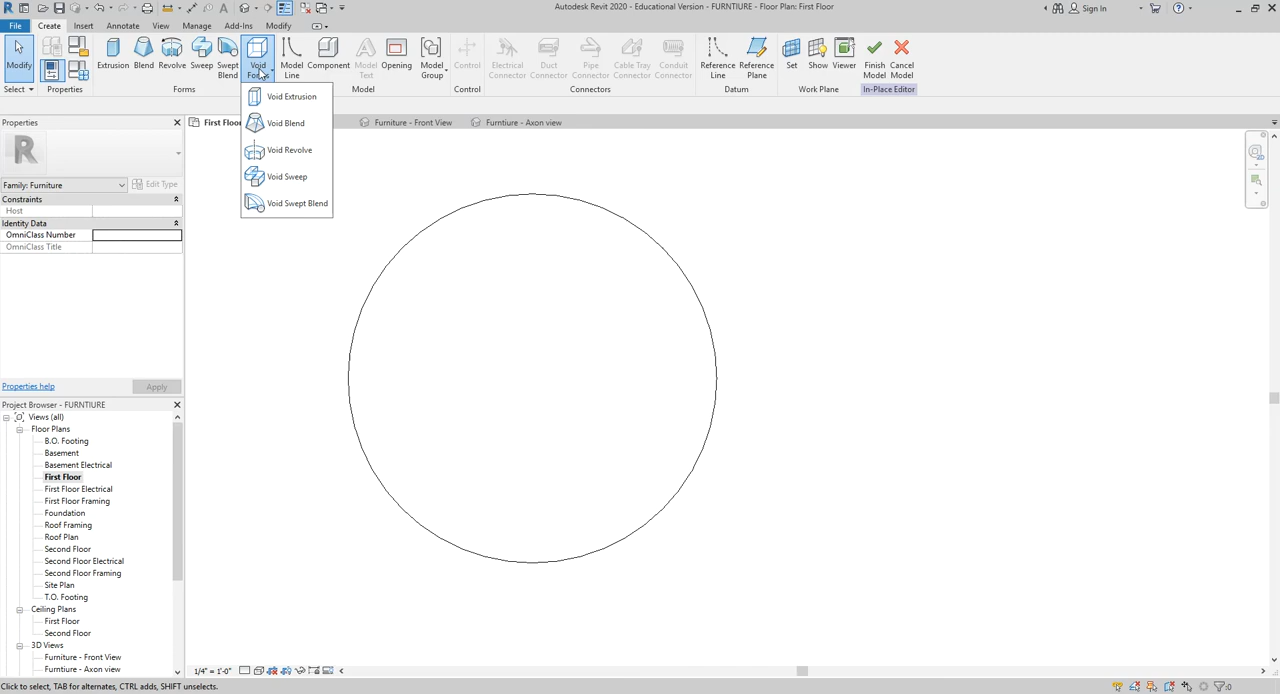 Autodesk Revit 2020 - Educational Version - Floor Plan: First Floor
Sign In
File Create Insert Annotate View Manage Add-Ins Modify
Modify Extrusion Blend Revolve Sweep Swept Blend Void Forms Model Line Component Model Text Opening Model Group Control Electrical Connector Duct Connector Pipe Connector Cable Tray Connector Conduit Connector Reference Line Reference Plane Set Show Viewer Finish Model Cancel Model
Select Properties Forms Model Control Connectors Datum Work Plane In-Place Editor
Void Extrusion
Void Blend
Void Revolve
Void Sweep
Void Swept Blend
Properties
First Floor
Furniture - Front View
Furntiure - Axon view
Family: Furniture
Edit Type
Constraints
Host
Identity Data
OmniClass Number
OmniClass Title
Properties help
Apply
Project Browser - FURNTIURE
Views (all)
Floor Plans
B.O. Footing
Basement
Basement Electrical
First Floor
First Floor Electrical
First Floor Framing
Foundation
Roof Framing
Roof Plan
Second Floor
Second Floor Electrical
Second Floor Framing
Site Plan
T.O. Footing
Ceiling Plans
First Floor
Second Floor
3D Views
Furniture - Front View
Furntiure - Axon view
1/4" = 1'-0"
Click to select, TAB for alternates, CTRL adds, SHIFT unselects.
:0